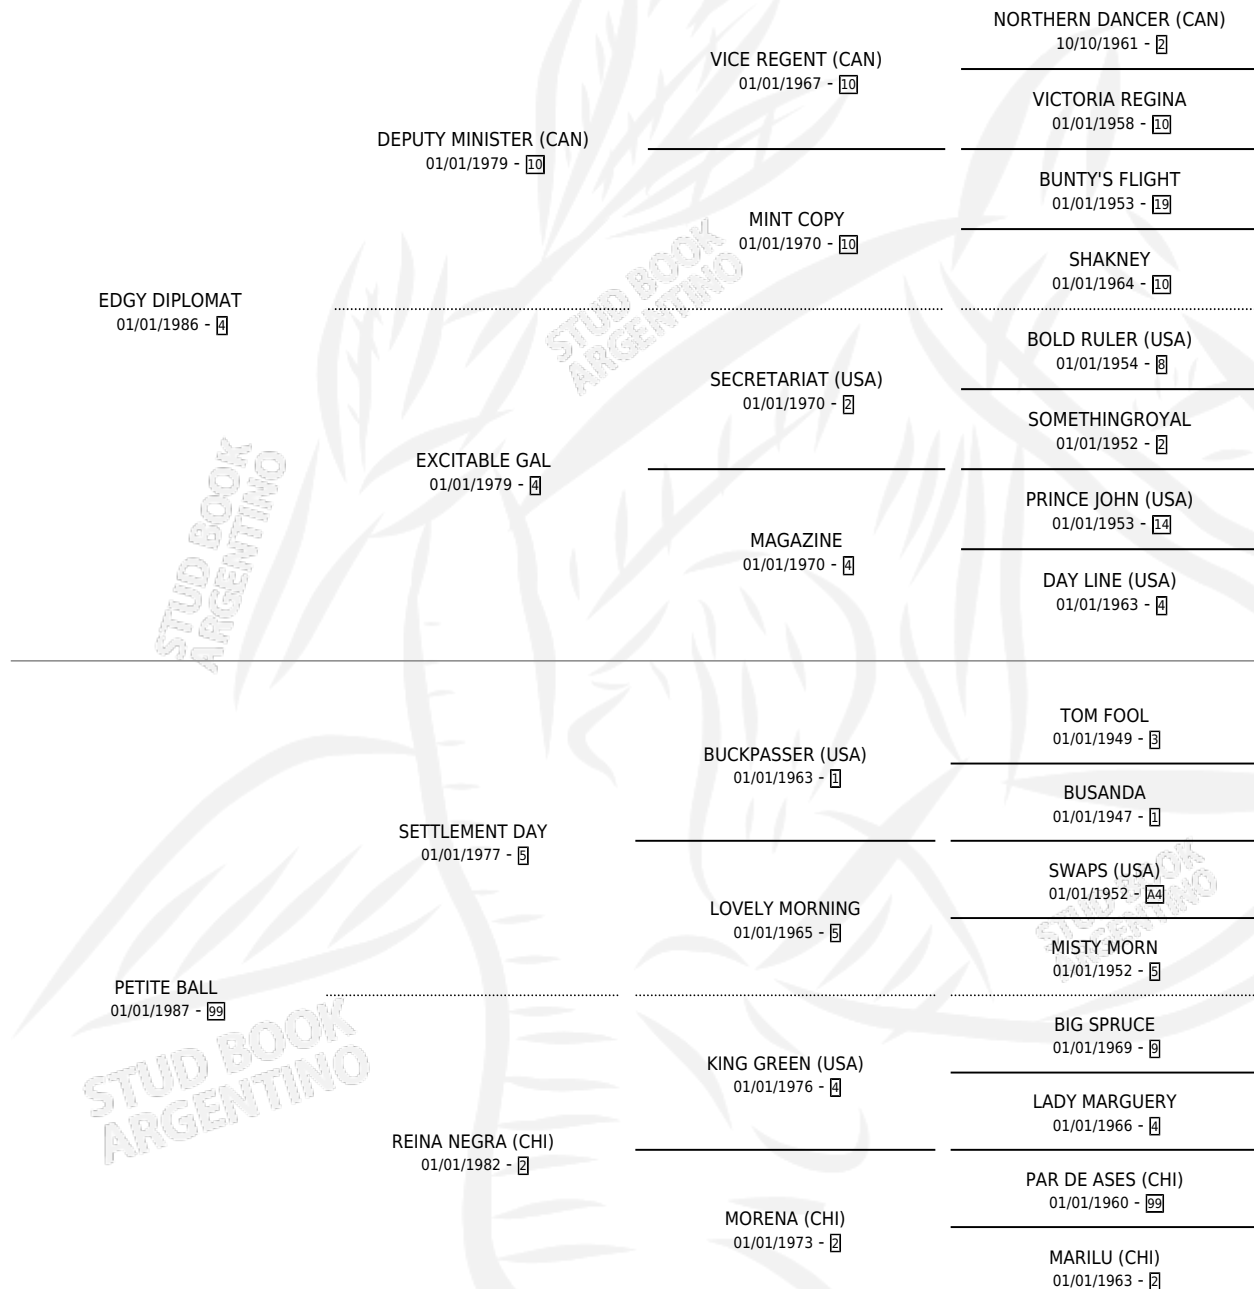 NORTHERN DANCER (CAN)
10/10/1961 - 2
VICE REGENT (CAN)
01/01/1967 - 10
VICTORIA REGINA
01/01/1958 - 10
DEPUTY MINISTER (CAN)
01/01/1979 - 10
BUNTY'S FLIGHT
01/01/1953 - 19
MINT COPY
01/01/1970 - 10
SHAKNEY
01/01/1964 - 10
EDGY DIPLOMAT
01/01/1986 - 4
BOLD RULER (USA)
01/01/1954 - 8
SECRETARIAT (USA)
01/01/1970 - 2
SOMETHINGROYAL
01/01/1952 - 2
EXCITABLE GAL
01/01/1979 - 4
PRINCE JOHN (USA)
01/01/1953 - 14
MAGAZINE
01/01/1970 - 4
DAY LINE (USA)
01/01/1963 - 4
STUD BOOK
ARGENTINO
STUD BOOK
ARGENTINO
TOM FOOL
01/01/1949 - 3
BUCKPASSER (USA)
01/01/1963 - 1
BUSANDA
01/01/1947 - 1
SETTLEMENT DAY
01/01/1977 - 5
SWAPS (USA)
01/01/1952 - A4
LOVELY MORNING
01/01/1965 - 5
MISTY MORN
01/01/1952 - 5
PETITE BALL
01/01/1987 - 99
BIG SPRUCE
01/01/1969 - 9
KING GREEN (USA)
01/01/1976 - 4
LADY MARGUERY
01/01/1966 - 4
REINA NEGRA (CHI)
01/01/1982 - 2
PAR DE ASES (CHI)
01/01/1960 - 99
MORENA (CHI)
01/01/1973 - 2
MARILU (CHI)
01/01/1963 - 2
STUD BOOK
ARGENTINO
STUD BOOK
ARGENTINO